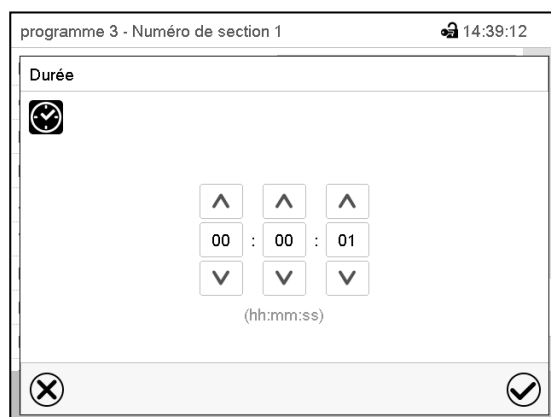 programme 3 - Numéro de section 1 14:39:12
Durée
00 : 00 : 01
(hh:mm:ss)